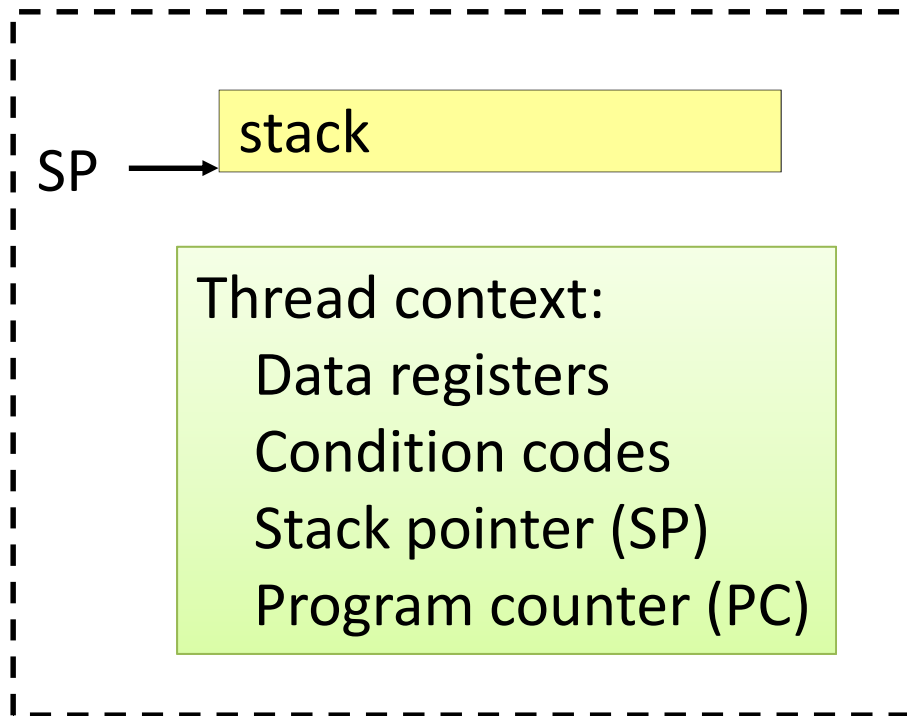 stack
SP
Thread context:
Data registers
Condition codes
Stack pointer (SP)
Program counter (PC)